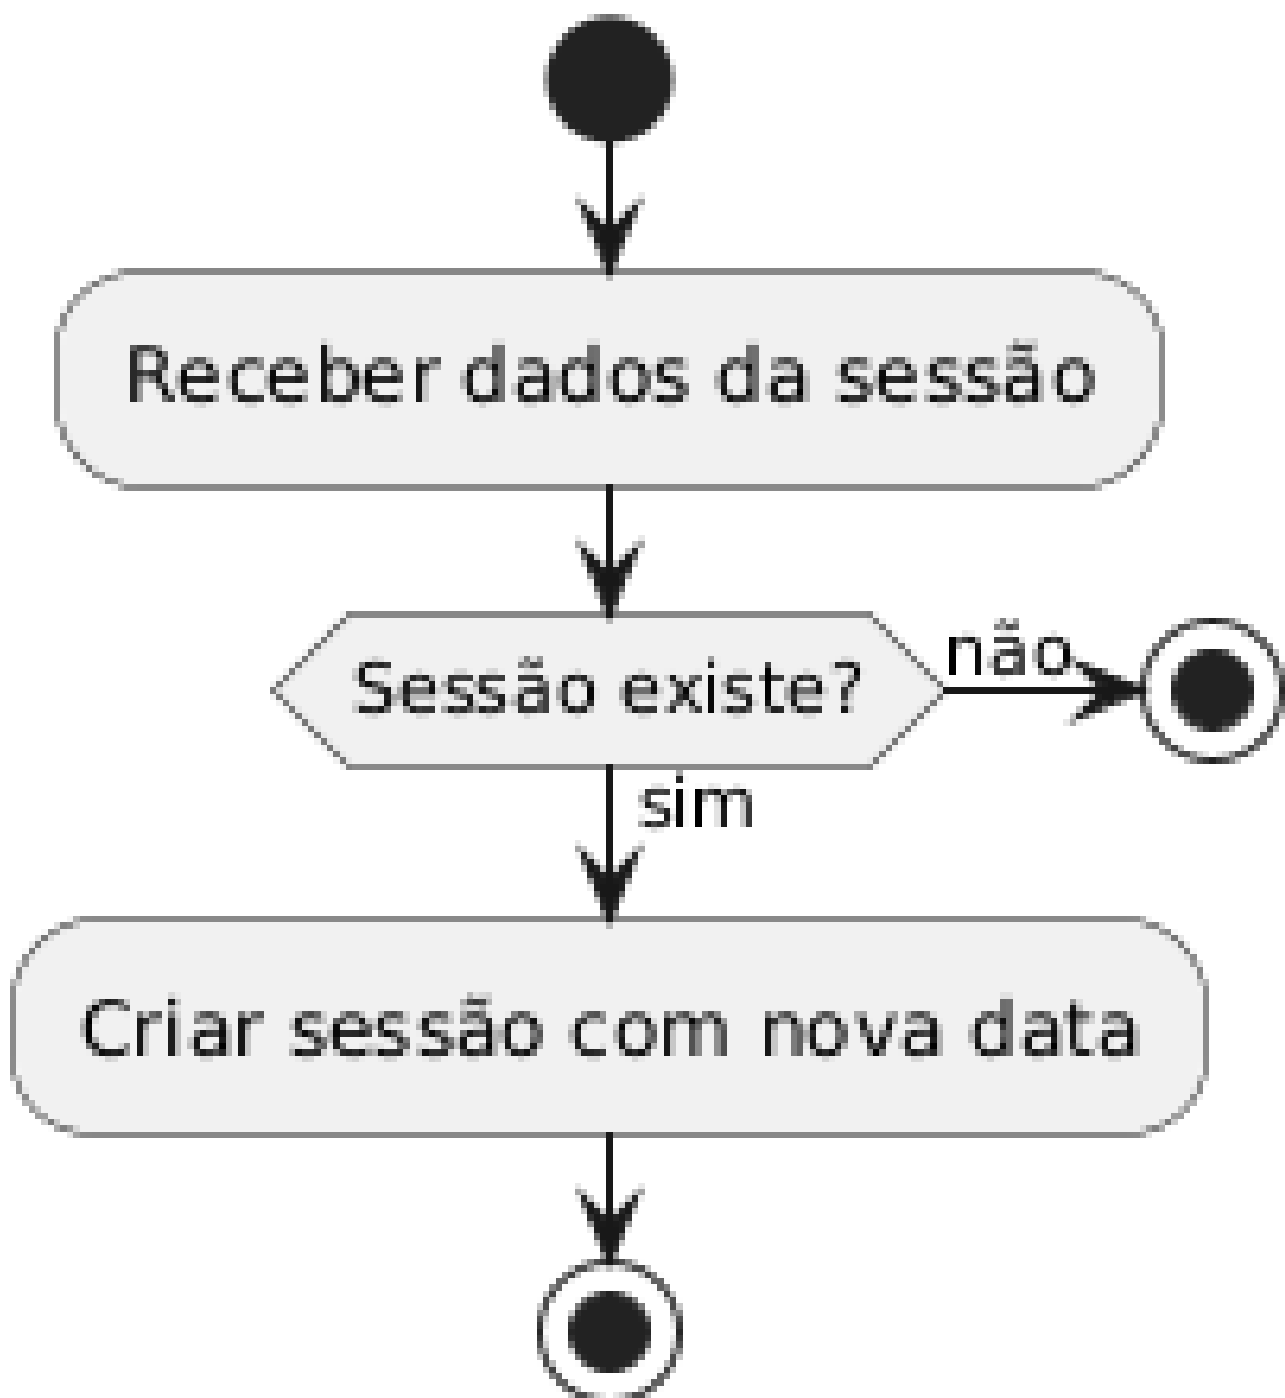 Receber dados da sessão
Sessão existe?
não
sim
Criar sessão com nova data